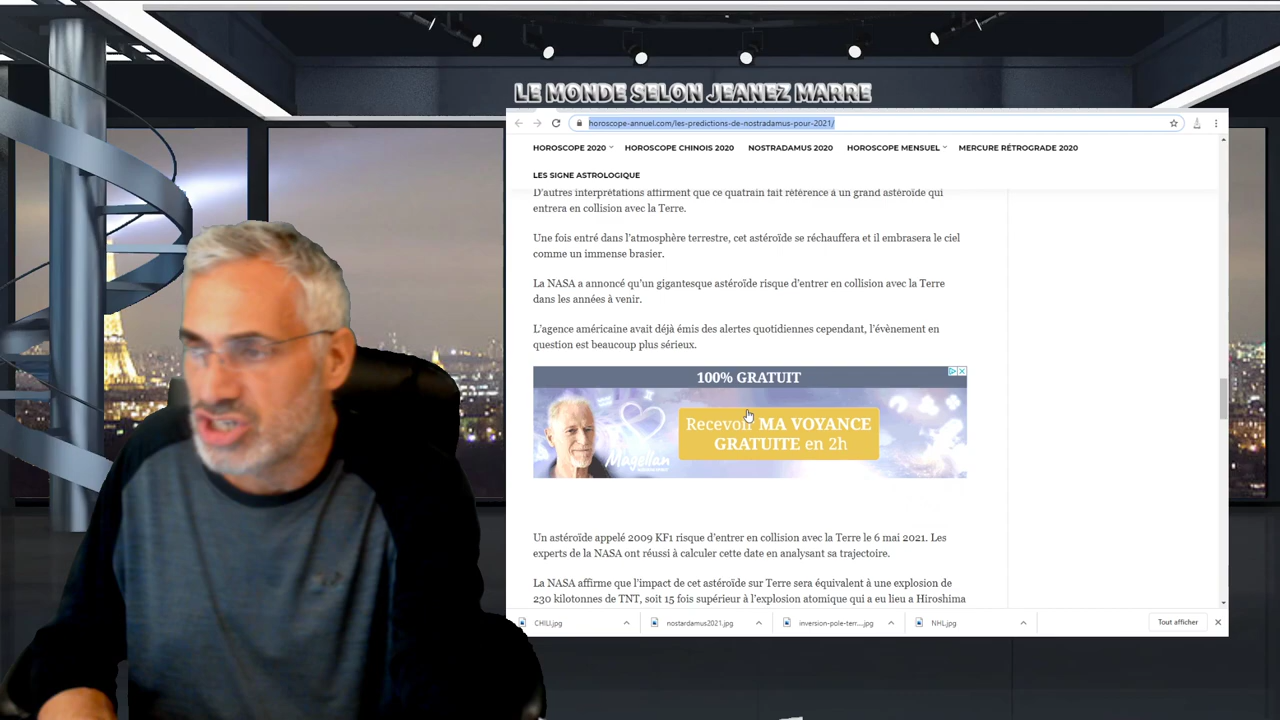 LE MONDE SELON JEANEZ MARRE
horoscope-annuel.com/les-predictions-de-nostradamus-pour-2021/
HOROSCOPE 2020 HOROSCOPE CHINOIS 2020 NOSTRADAMUS 2020 HOROSCOPE MENSUEL MERCURE RÉTROGRADE 2020
LES SIGNE ASTROLOGIQUE
D'autres interprétations affirment que ce quatrain fait référence à un grand astéroïde qui
entrera en collision avec la Terre.
Une fois entré dans l'atmosphère terrestre, cet astéroïde se réchauffera et il embrasera le ciel
comme un immense brasier.
La NASA a annoncé qu'un gigantesque astéroïde risque d'entrer en collision avec la Terre
dans les années à venir.
L'agence américaine avait déjà émis des alertes quotidiennes cependant, l'évènement en
question est beaucoup plus sérieux.
100% GRATUIT
Recevoir MA VOYANCE
GRATUITE en 2h
Magellan
Un astéroïde appelé 2009 KF1 risque d'entrer en collision avec la Terre le 6 mai 2021. Les
experts de la NASA ont réussi à calculer cette date en analysant sa trajectoire.
La NASA affirme que l'impact de cet astéroïde sur Terre sera équivalent à une explosion de
230 kilotonnes de TNT, soit 15 fois supérieur à l'explosion atomique qui a eu lieu a Hiroshima
CHILI.jpg nostardamus2021.jpg inversion-pole-terr....jpg NHL.jpg Tout afficher